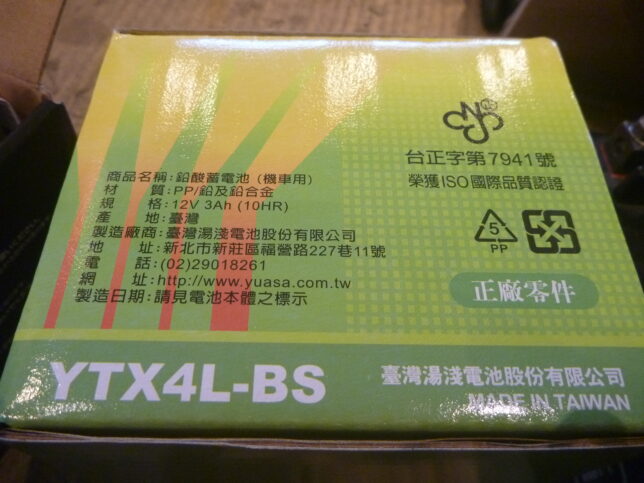 台正字第7941號
榮獲ISO國際品質認證
商品名稱:鉛酸蓄電池(機車用)
材 質:PP/鉛及鉛合金
規 格:12V 3Ah (10HR)
產 地:臺灣
製造廠商:臺灣湯淺電池股份有限公司
地 址:新北市新莊區福營路227巷11號
電 話:(02)29018261
網 址:http://www.yuasa.com.tw
製造日期:請見電池本體之標示
5
PP
正廠零件
YTX4L-BS
臺灣湯淺電池股份有限公司
MADE IN TAIWAN